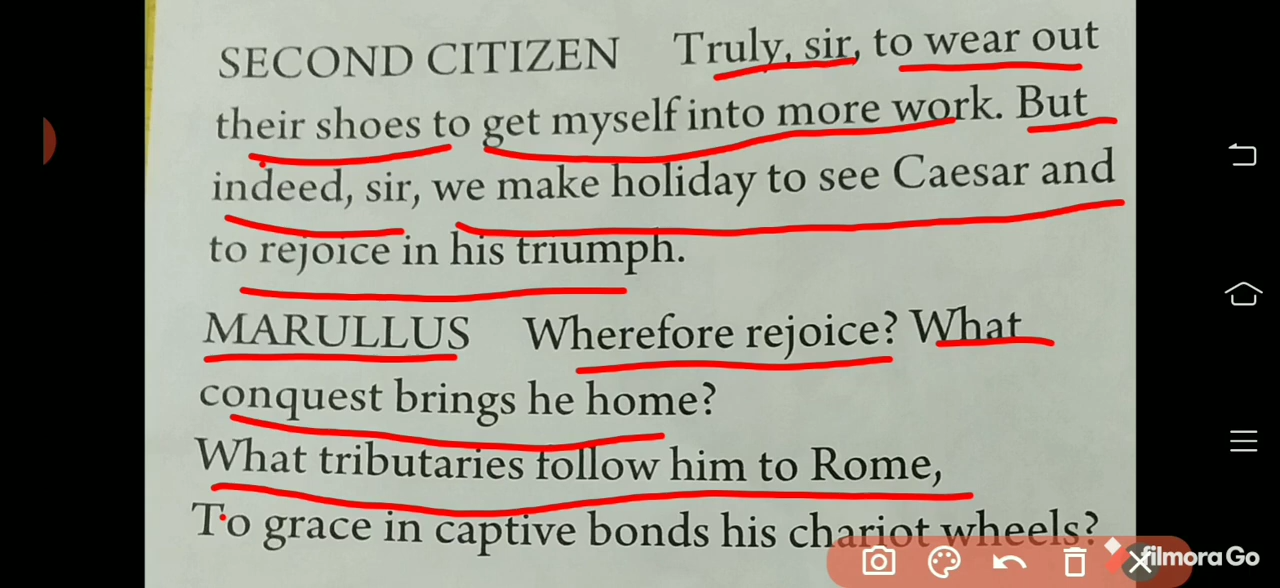 SECOND CITIZEN Truly, sir, to wear out
their shoes to get myself into more work. But
indeed, sir, we make holiday to see Caesar and
to rejoice in his triumph.
MARULLUS Wherefore rejoice? What
conquest brings he home?
What tributaries follow him to Rome,
To grace in captive bonds his chariot wheels?
filmora Go